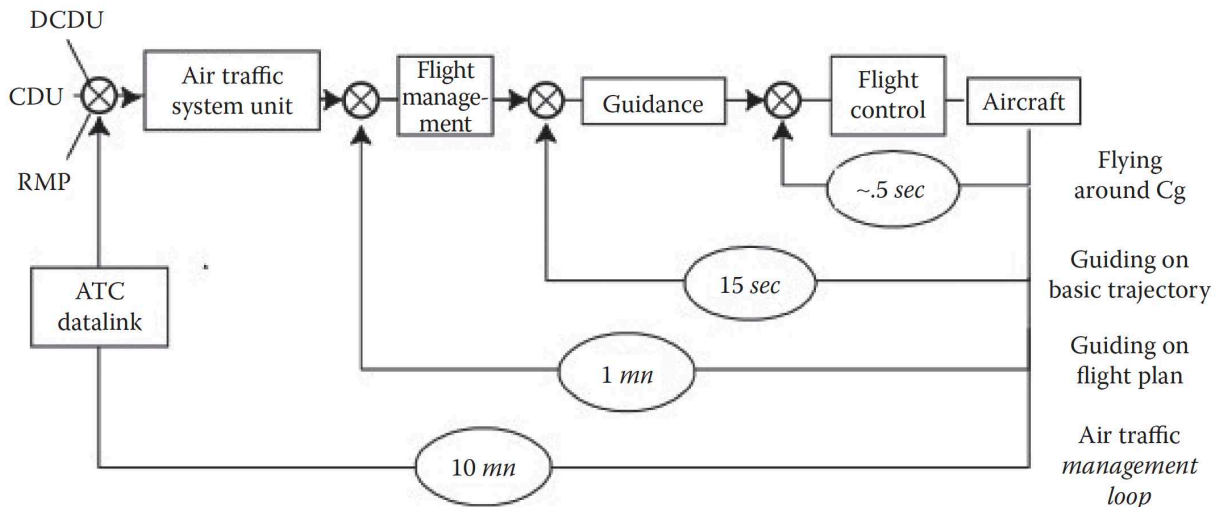 DCDU
CDU
RMP
Air traffic
system unit
Flight
manage-
ment
Guidance
Flight
control
Aircraft
~.5 sec
Flying
around Cg
ATC
datalink
15 sec
Guiding on
basic trajectory
1 mn
Guiding on
flight plan
10 mn
Air traffic
management
loop